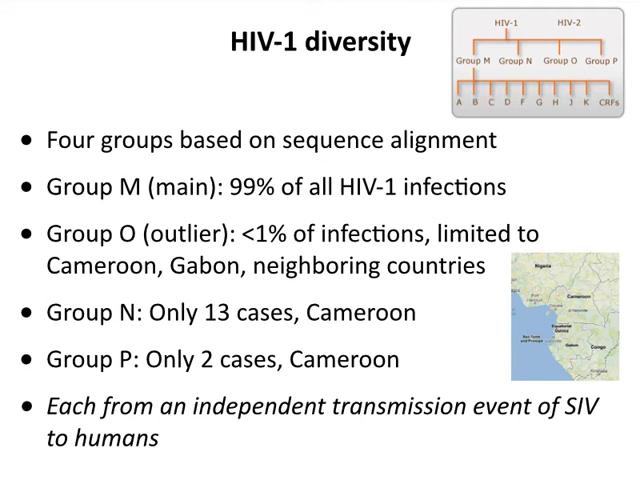 HIV-1 diversity
HIV-1 HIV-2
Group M Group N Group O Group P
A B C D F G H J K CRFs
• Four groups based on sequence alignment
• Group M (main): 99% of all HIV-1 infections
• Group O (outlier): <1% of infections, limited to
Cameroon, Gabon, neighboring countries
Nigeria
Cameroon
Equatorial
Guinea
Gabon
Congo
• Group N: Only 13 cases, Cameroon
• Group P: Only 2 cases, Cameroon
• Each from an independent transmission event of SIV
to humans